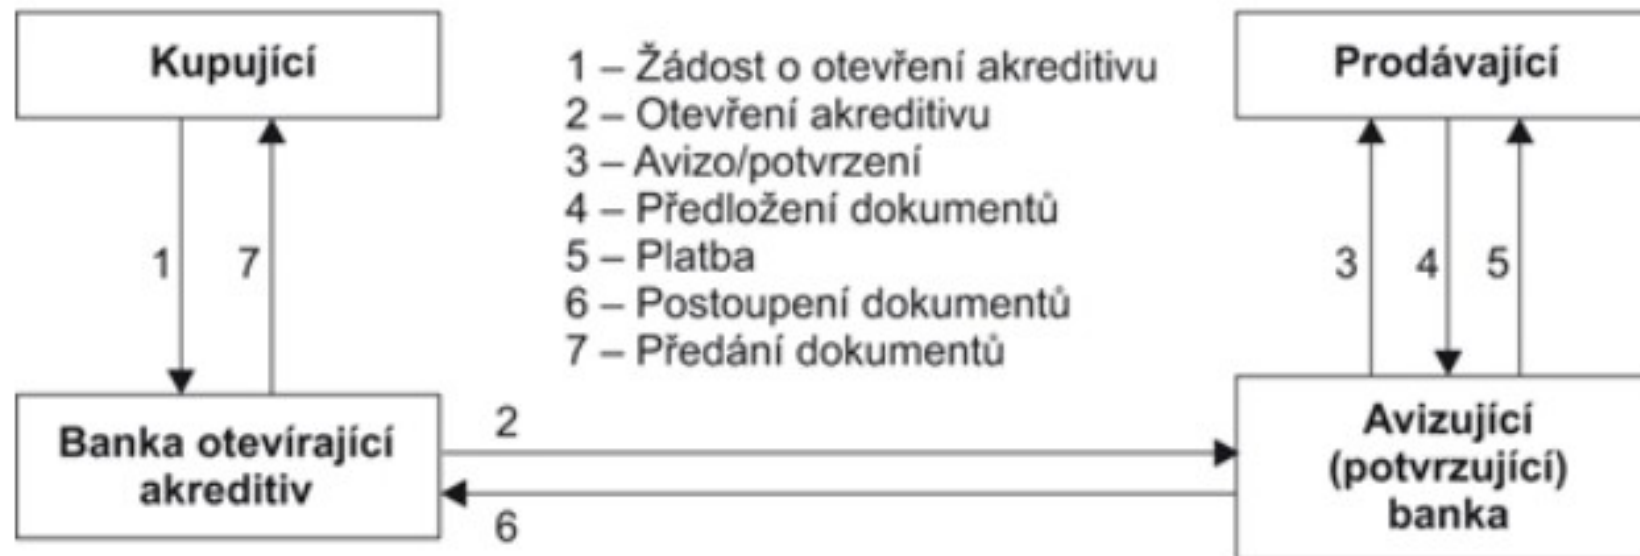 Kupující
1 – Žádost o otevření akreditivu
2 – Otevření akreditivu
3 – Avizo/potvrzení
4 – Předložení dokumentů
5 – Platba
6 – Postoupení dokumentů
7 – Předání dokumentů
Prodávající
1
7
3
4
5
Banka otevírající
akreditiv
2
6
Avizující
(potvrzující)
banka